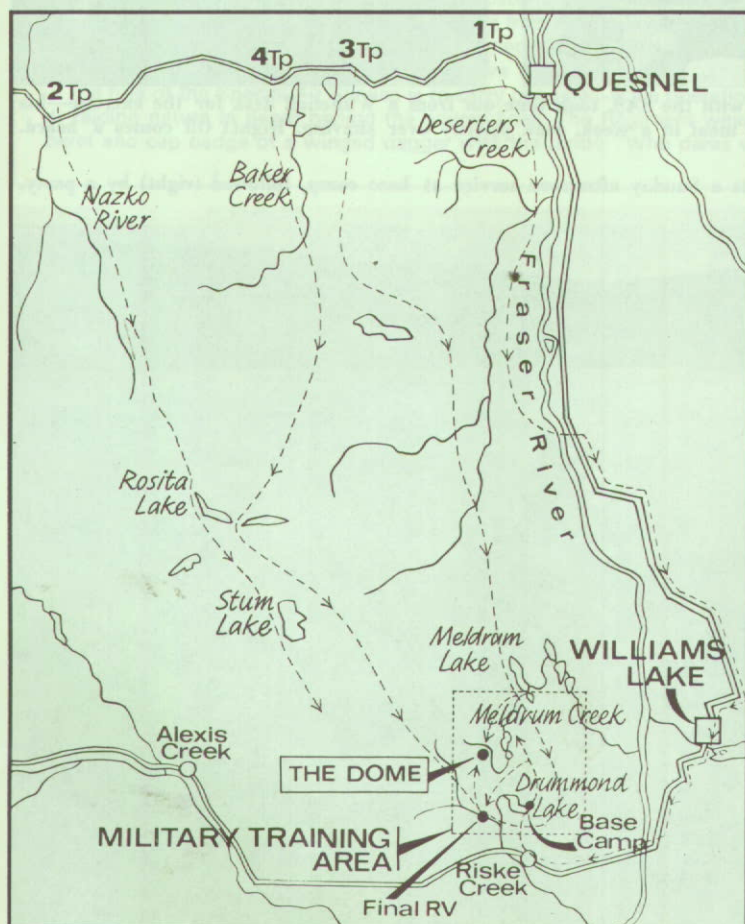 1Tp
4Tp
3Tp
2Tp
QUESNEL
Deserters
Creek
Baker
Creek
Nazko
River
Fraser River
Rosita
Lake
Stum
Lake
Meldram
Lake
WILLIAMS
LAKE
Meldrum Creek
Alexis
Creek
THE DOME
Drummond
Lake
Base
Camp
MILITARY TRAINING
AREA
Riske
Creek
Final RV